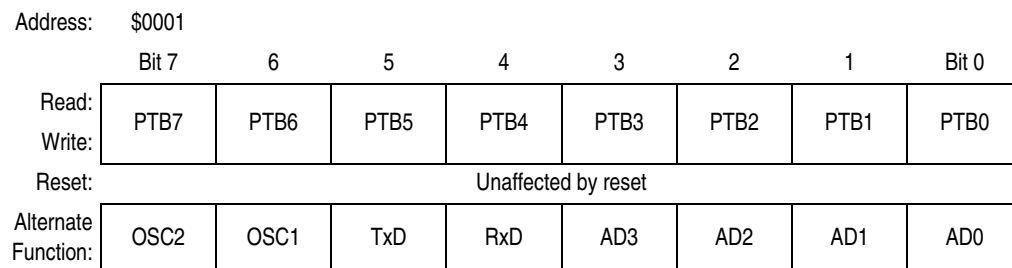 Address: $0001
Bit 7 6 5 4 3 2 1 Bit 0
Read:
Write:
PTB7 PTB6 PTB5 PTB4 PTB3 PTB2 PTB1 PTB0
Reset: Unaffected by reset
Alternate
Function:
OSC2 OSC1 TxD RxD AD3 AD2 AD1 AD0